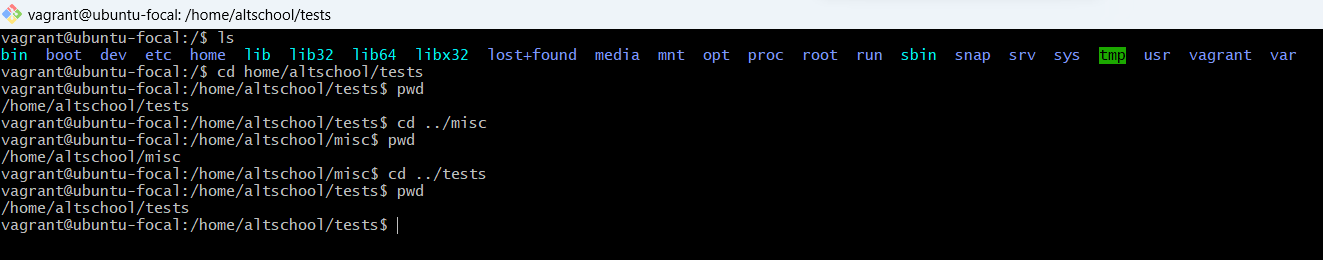 vagrant@ubuntu-focal: /home/altschool/tests
vagrant@ubuntu-focal:/$ ls
bin boot dev etc home lib lib32 lib64 libx32 lost+found media mnt opt proc root run sbin snap srv sys tmp usr vagrant var
vagrant@ubuntu-focal:/$ cd home/altschool/tests
vagrant@ubuntu-focal:/home/altschool/tests$ pwd
/home/altschool/tests
vagrant@ubuntu-focal:/home/altschool/tests$ cd ../misc
vagrant@ubuntu-focal:/home/altschool/misc$ pwd
/home/altschool/misc
vagrant@ubuntu-focal:/home/altschool/misc$ cd ../tests
vagrant@ubuntu-focal:/home/altschool/tests$ pwd
/home/altschool/tests
vagrant@ubuntu-focal:/home/altschool/tests$